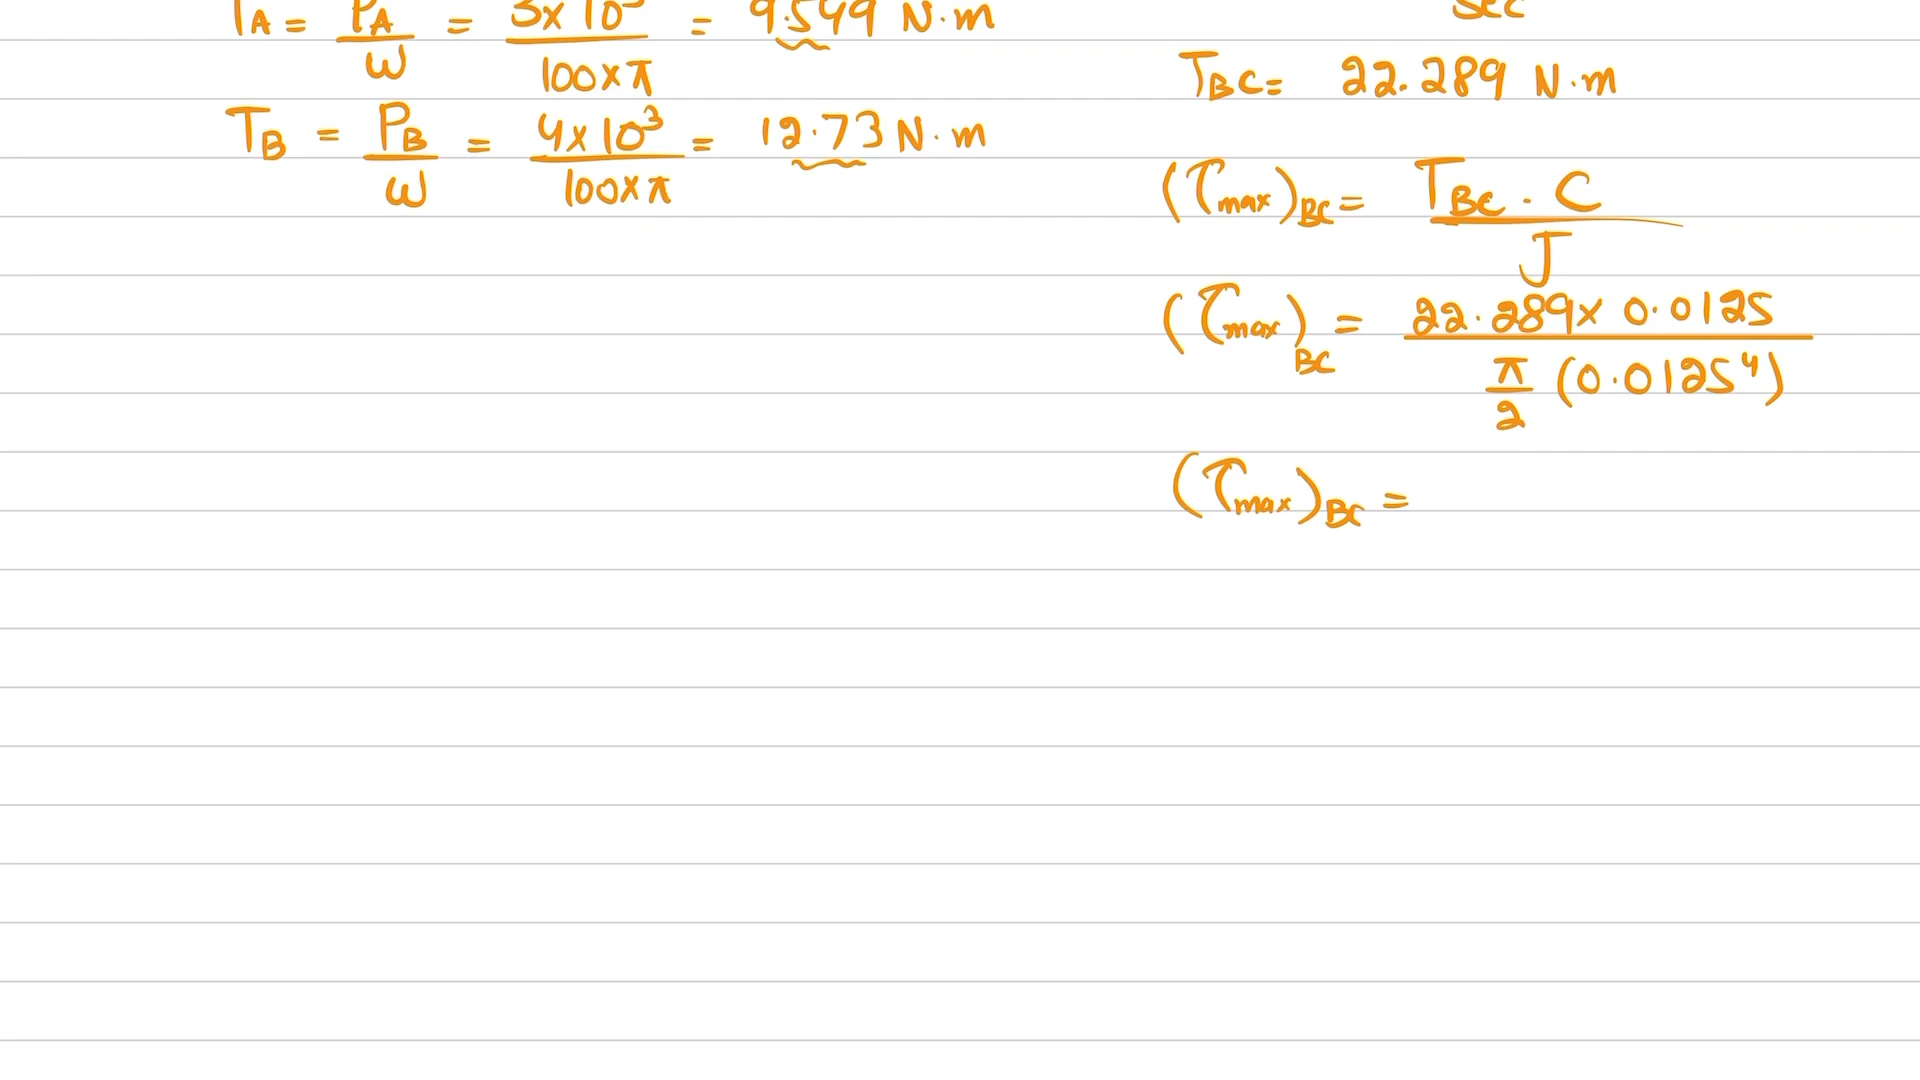 TA = PA/ω = 3x10³/100xπ = 9.549 N.m
TB = PB/ω = 4x10³/100xπ = 12.73 N.m
sec
TBC = 22.289 N.m
(τmax)BC = TBC . C/J
(τmax)BC = 22.289x 0.0125/π/2 (0.0125⁴)
(τmax)BC =